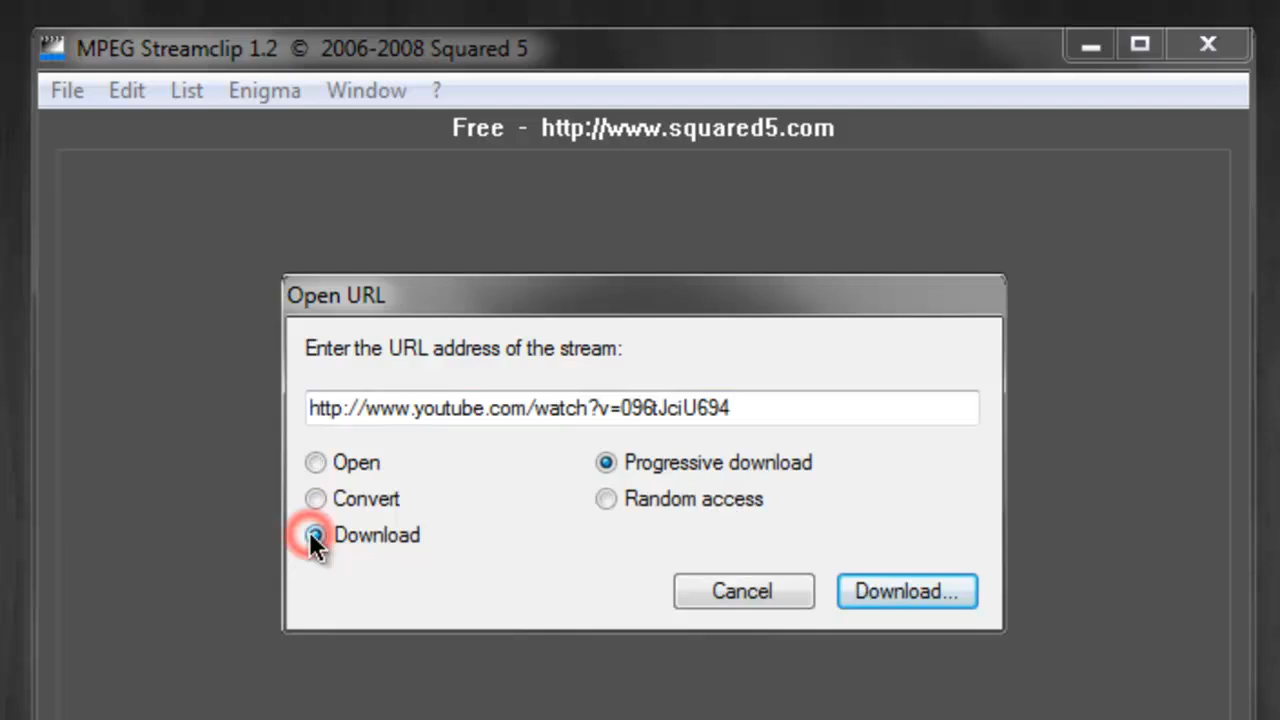 MPEG Streamclip 1.2 © 2006-2008 Squared 5
File Edit List Enigma Window ?
Free - http://www.squared5.com
Open URL
Enter the URL address of the stream:
http://www.youtube.com/watch?v=096tJciU694
Open Progressive download
Convert Random access
Download
Cancel Download...